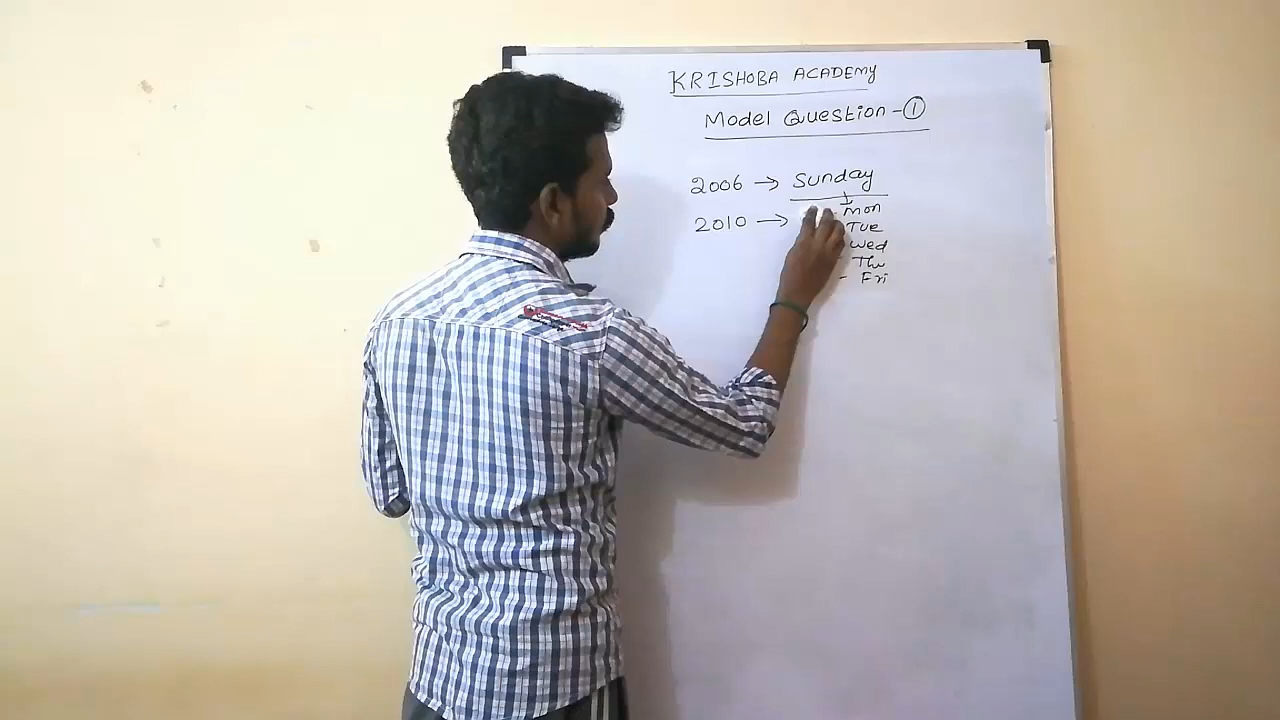 KRISHOBA ACADEMY
Model Question - ①
2006 → Sunday
↓
2010 → - Mon
Tue
Wed
Thu
- Fri